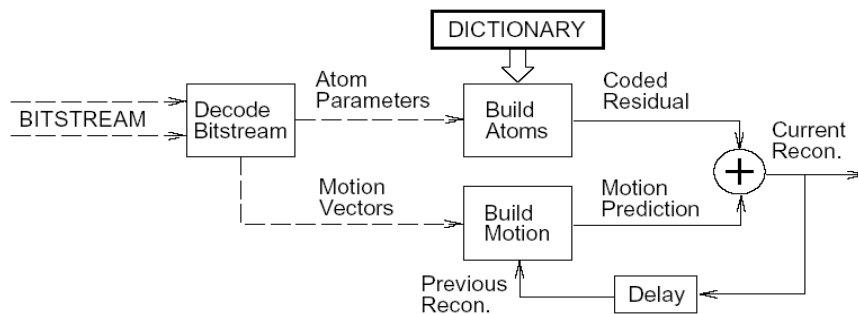 DICTIONARY
BITSTREAM
Decode
Bitstream
Atom
Parameters
Build
Atoms
Coded
Residual
Current
Recon.
Motion
Vectors
Build
Motion
Motion
Prediction
Previous
Recon.
Delay